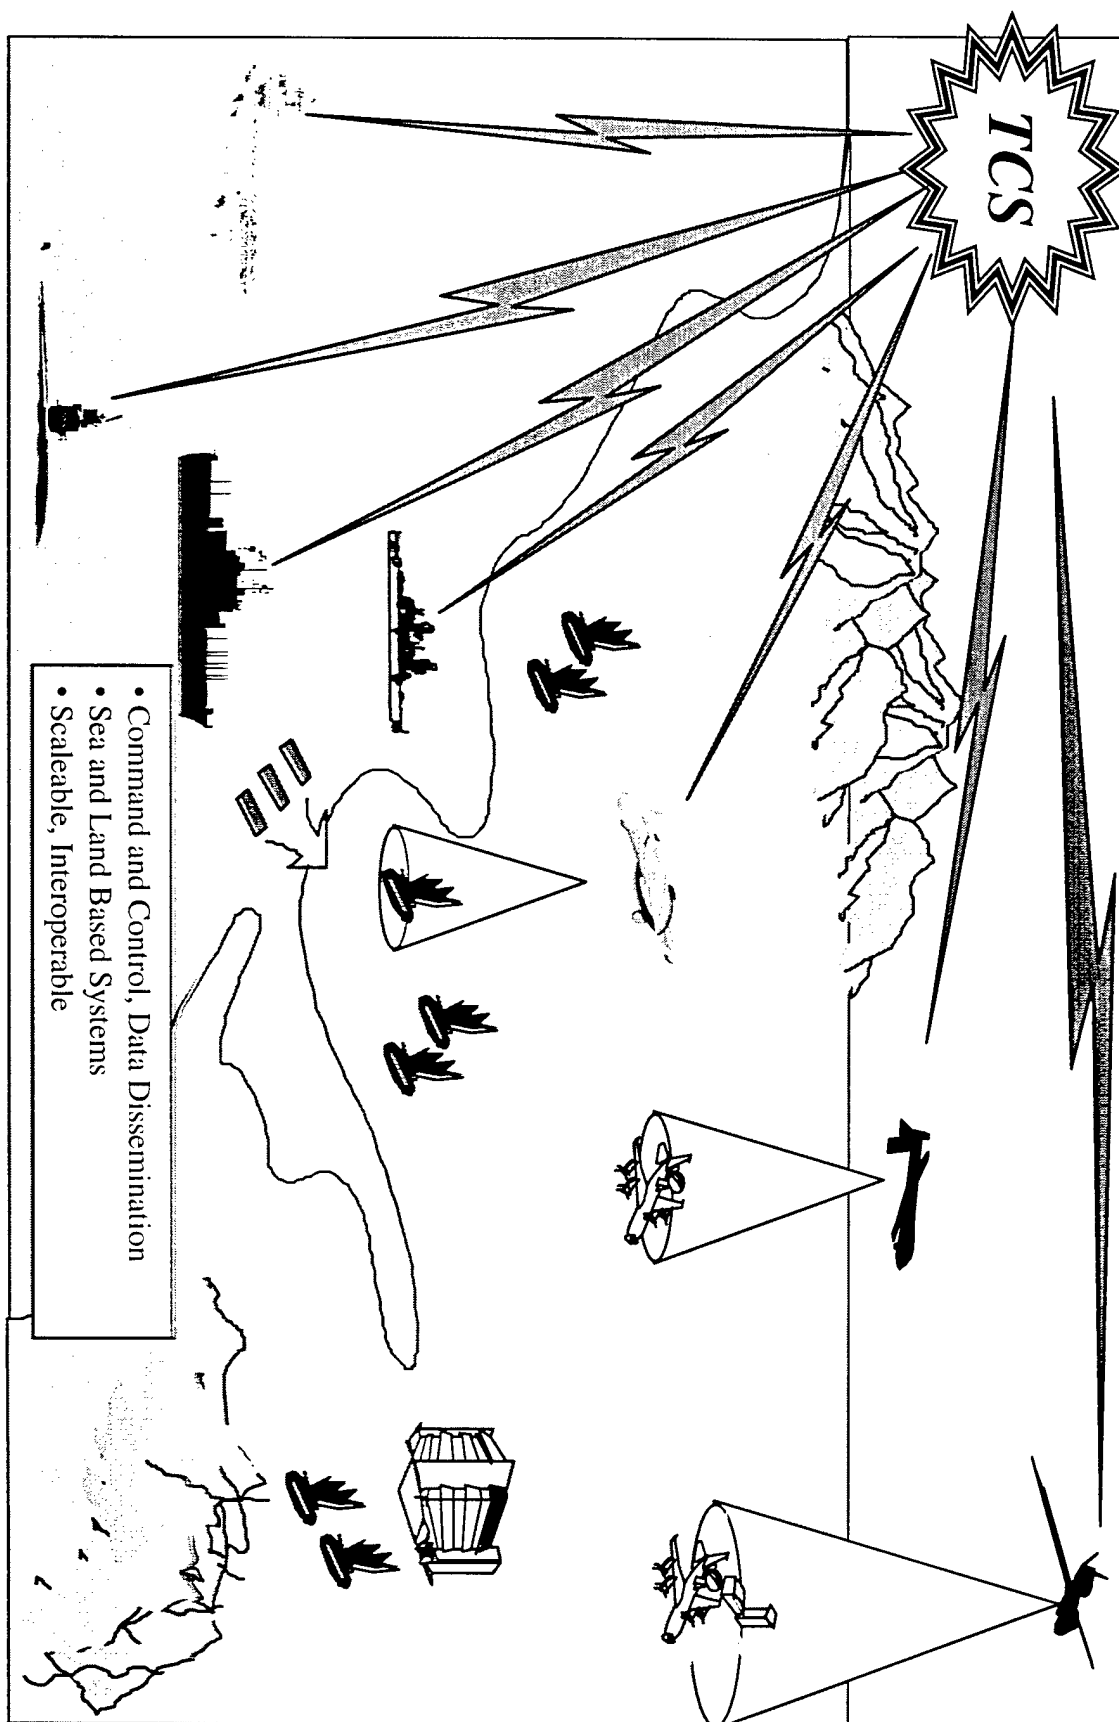 TCS
• Command and Control, Data Dissemination
• Sea and Land Based Systems
• Scaleable, Interoperable